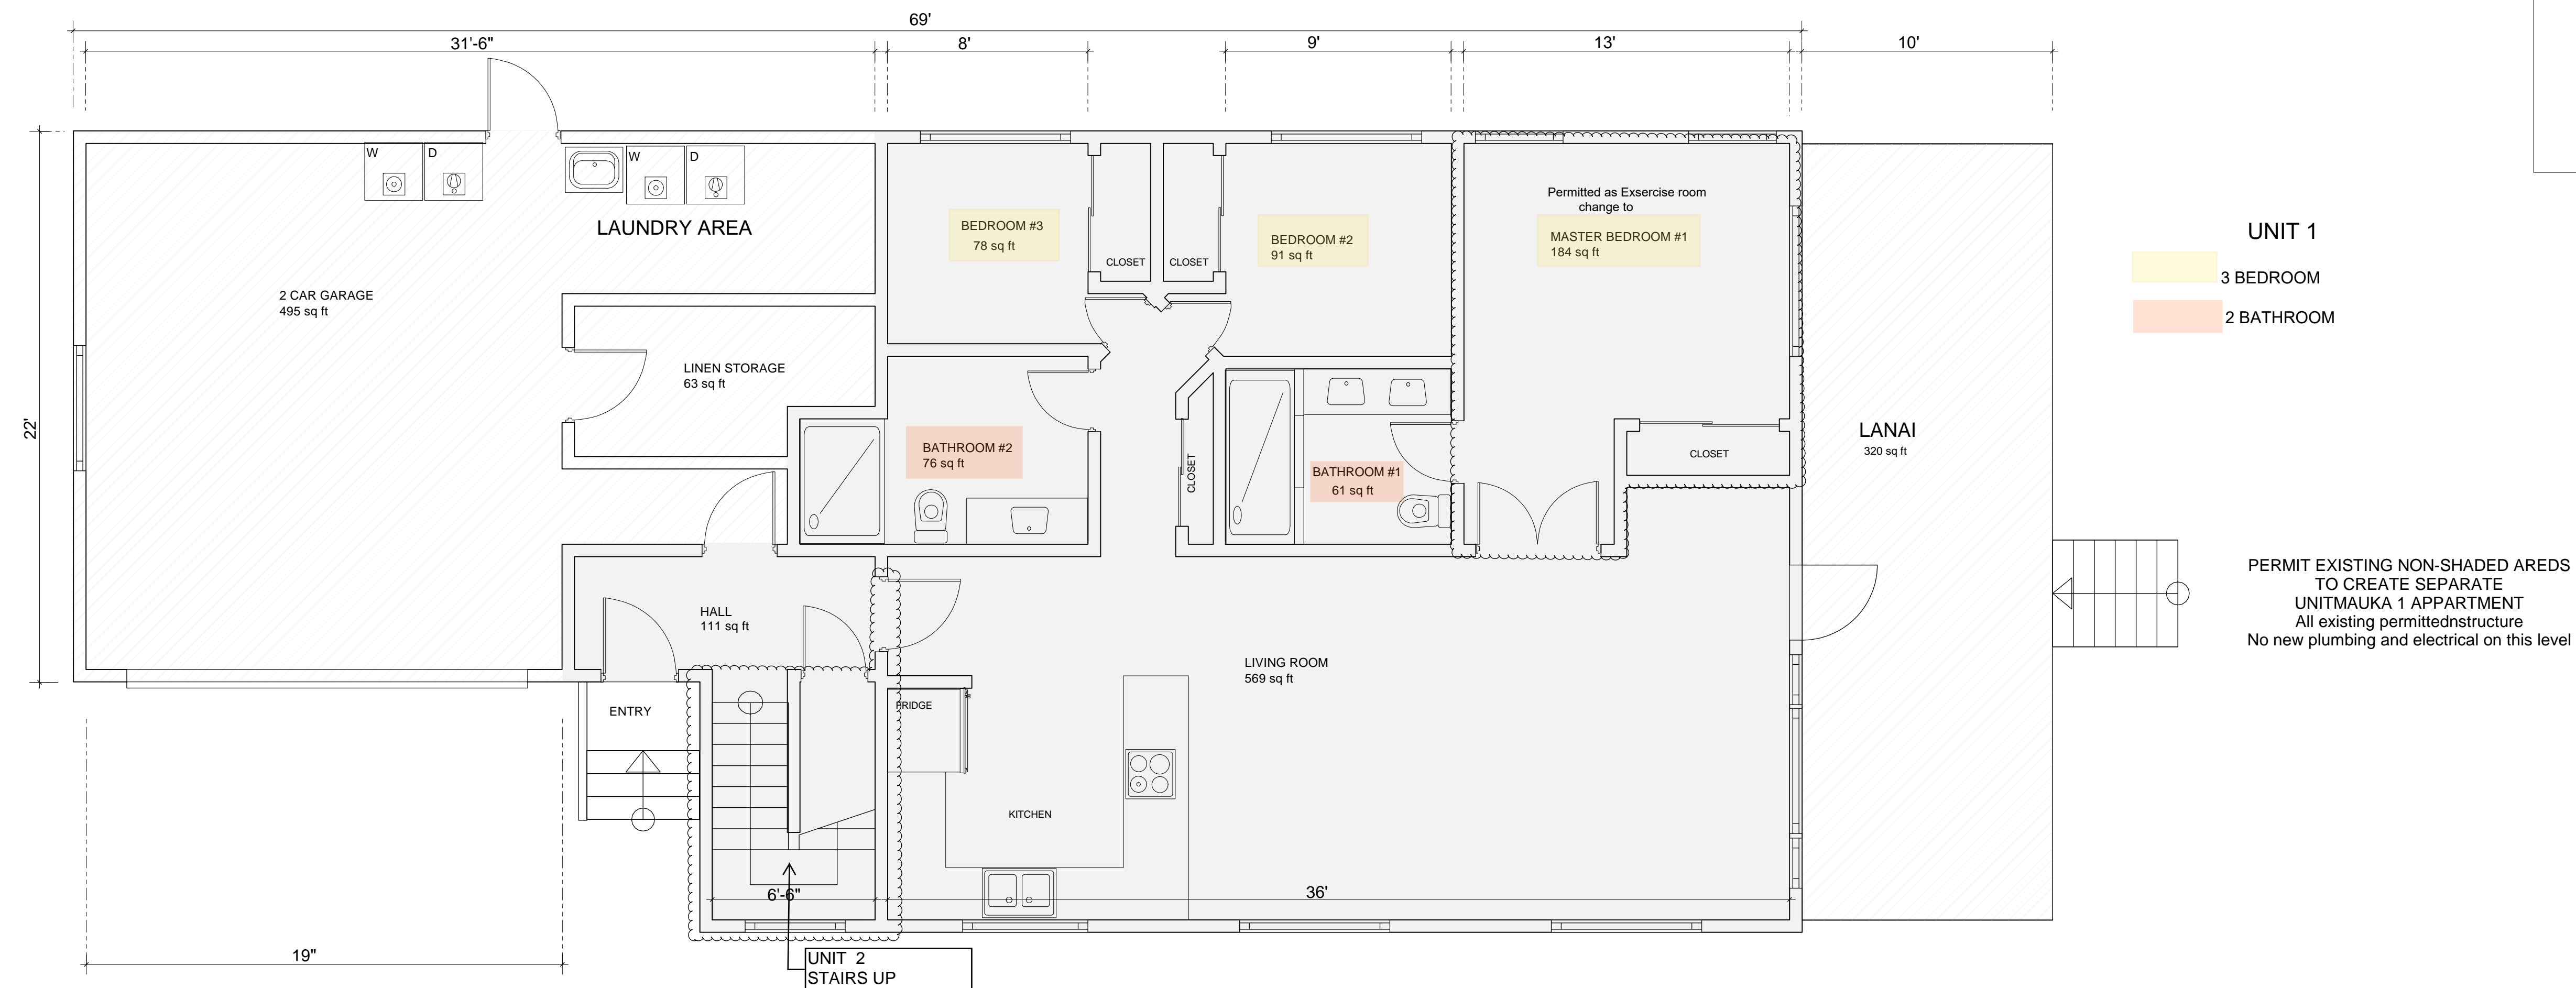 69'
31'-6"
8'
9'
13'
10'
W
D
W
D
LAUNDRY AREA
2 CAR GARAGE
495 sq ft
LINEN STORAGE
63 sq ft
22'
BEDROOM #3
78 sq ft
CLOSET
CLOSET
BEDROOM #2
91 sq ft
Permitted as Exsercise room
change to
MASTER BEDROOM #1
184 sq ft
UNIT 1
3 BEDROOM
2 BATHROOM
BATHROOM #2
76 sq ft
CLOSET
BATHROOM #1
61 sq ft
CLOSET
LANAI
320 sq ft
HALL
111 sq ft
LIVING ROOM
569 sq ft
PERMIT EXISTING NON-SHADED AREDS
TO CREATE SEPARATE
UNITMAUKA 1 APPARTMENT
All existing permittednstructure
No new plumbing and electrical on this level
ENTRY
FRIDGE
KITCHEN
6'-6"
36'
19"
UNIT 2
STAIRS UP